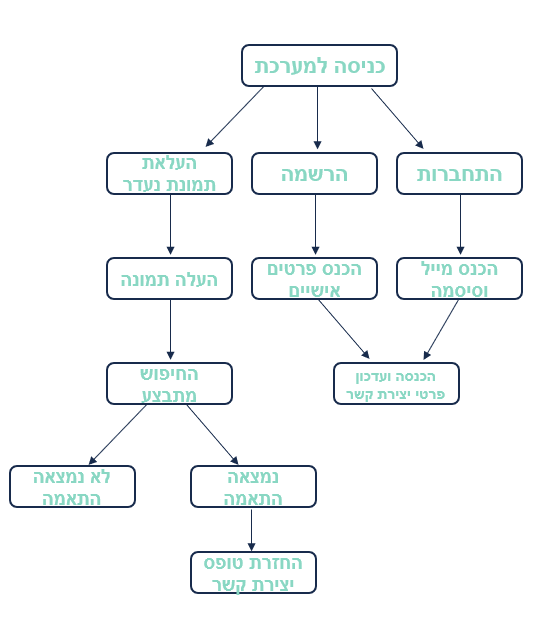 כניסה למערכת
התחברות
הרשמה
העלאת
תמונת נעדר
הכנס מייל
וסיסמה
הכנס פרטים
אישיים
העלה תמונה
הכנסה ועדכון
פרטי יצירת קשר
החיפוש
מתבצע
נמצאה
התאמה
לא נמצאה
התאמה
החזרת טופס
יצירת קשר